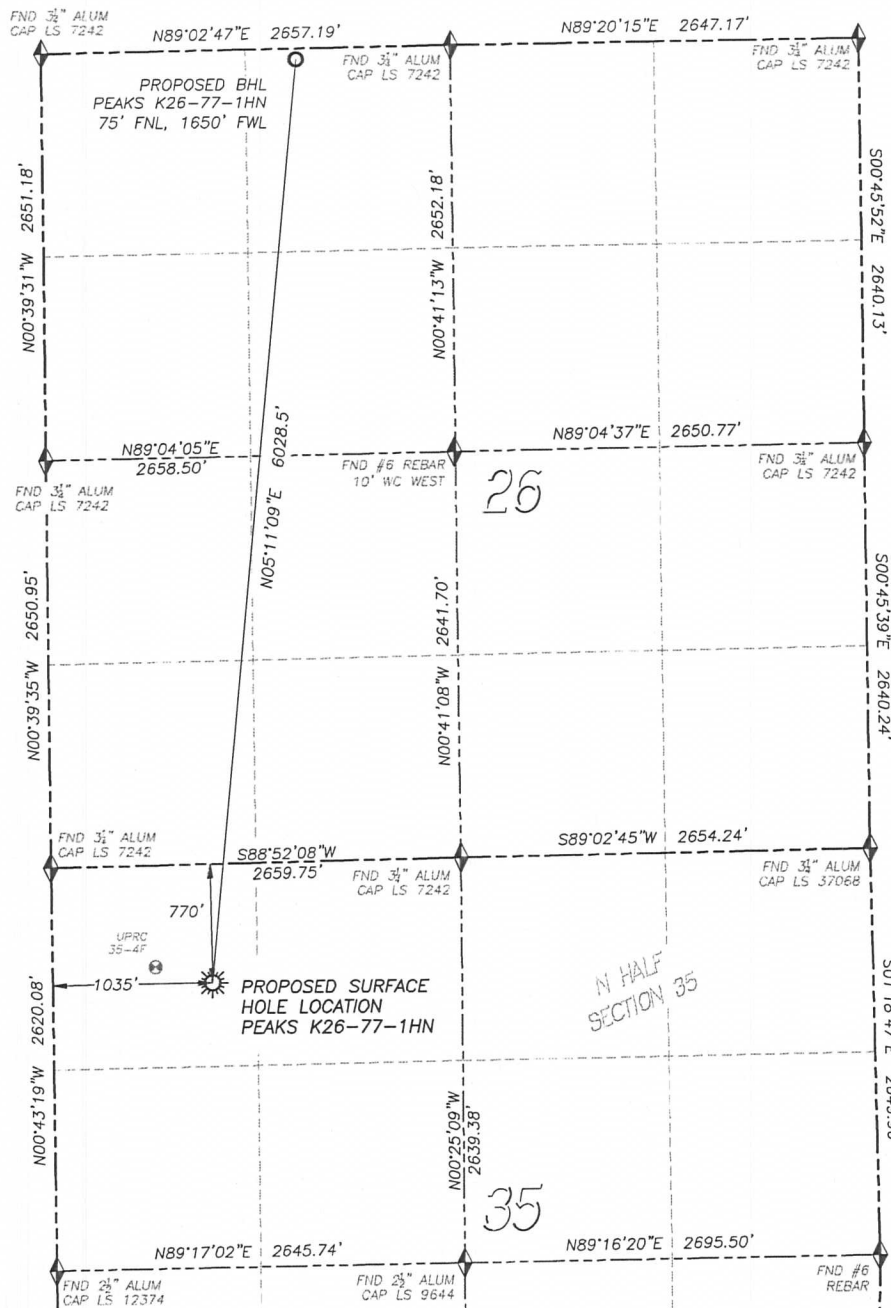 FND 3¼" ALUM
CAP LS 7242
N89°02'47"E 2657.19'
N89°20'15"E 2647.17'
FND 3¼" ALUM
CAP LS 7242
FND 3¼" ALUM
CAP LS 7242
PROPOSED BHL
PEAKS K26-77-1HN
75' FNL, 1650' FWL
N00°39'31"W 2651.18'
N00°41'13"W 2652.18'
S00°45'52"E 2640.13'
N89°04'05"E
2658.50'
N05°11'09"E 6028.5'
N89°04'37"E 2650.77'
FND 3¼" ALUM
CAP LS 7242
FND #6 REBAR
10' WC WEST
26
FND 3¼" ALUM
CAP LS 7242
N00°39'35"W 2650.95'
N00°41'08"W 2641.70'
S00°45'39"E 2640.24'
FND 3¼" ALUM
CAP LS 7242
S88°52'08"W
2659.75'
S89°02'45"W 2654.24'
FND 3¼" ALUM
CAP LS 7242
FND 3¼" ALUM
CAP LS 37068
770'
UPRC
35-4F
1035'
PROPOSED SURFACE
HOLE LOCATION
PEAKS K26-77-1HN
N HALF
SECTION 35
N00°43'19"W 2620.08'
N00°25'09"W
2639.38'
35
N89°17'02"E 2645.74'
N89°16'20"E 2695.50'
FND 2½" ALUM
CAP LS 12374
FND 2½" ALUM
CAP LS 9644
FND #6
REBAR